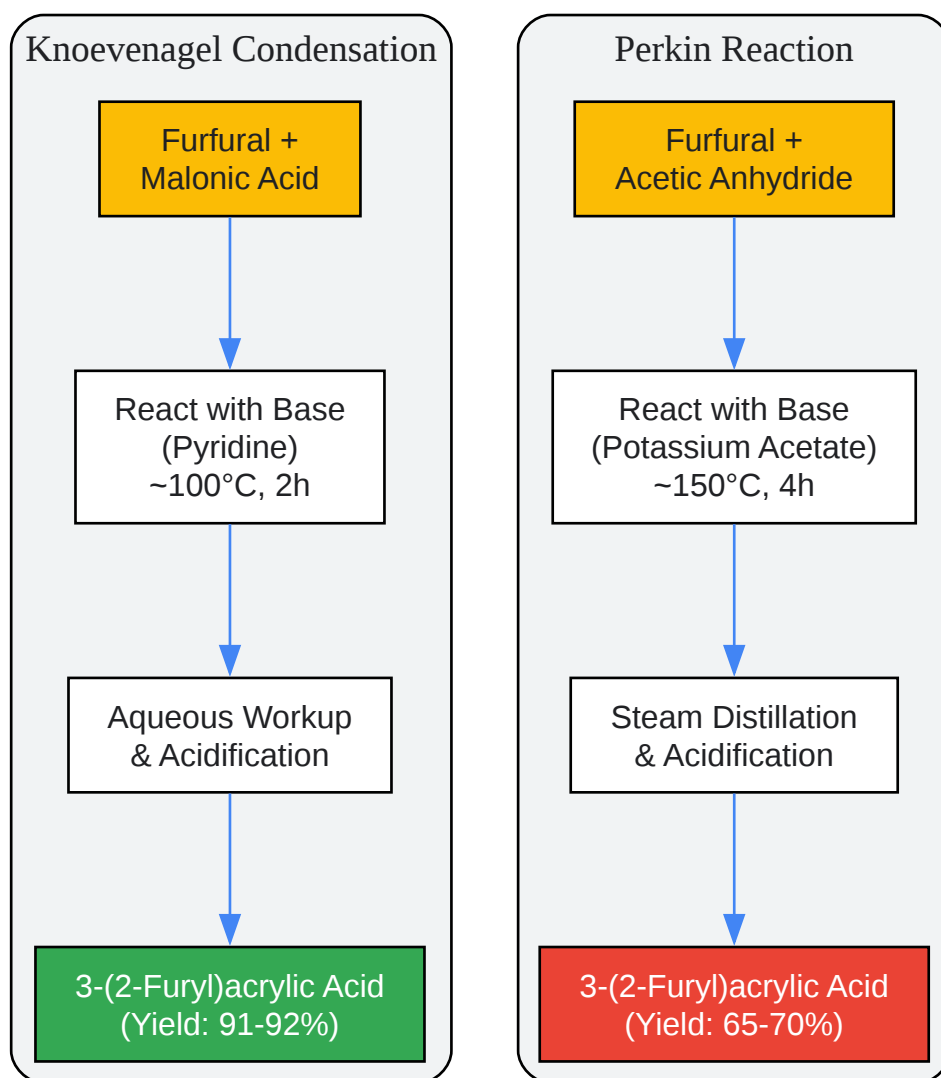 Knoevenagel Condensation
Furfural +
Malonic Acid
React with Base
(Pyridine)
~100°C, 2h
Aqueous Workup
& Acidification
3-(2-Furyl)acrylic Acid
(Yield: 91-92%)
Perkin Reaction
Furfural +
Acetic Anhydride
React with Base
(Potassium Acetate)
~150°C, 4h
Steam Distillation
& Acidification
3-(2-Furyl)acrylic Acid
(Yield: 65-70%)